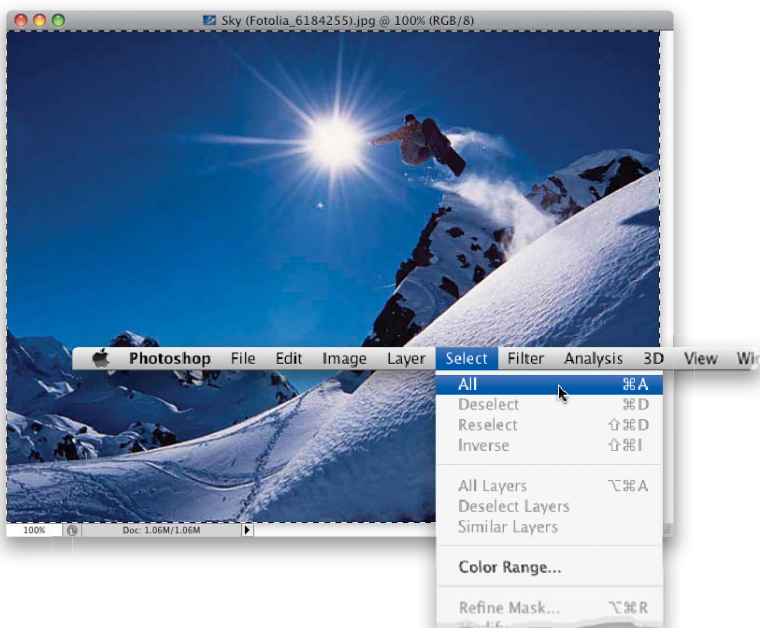 Sky (Fotolia_6184255).jpg @ 100% (RGB/8)
Photoshop File Edit Image Layer Select Filter Analysis 3D View
All ⌘A
Deselect ⌘D
Reselect ⇧⌘D
Inverse ⇧⌘I
All Layers ⌥⌘A
Deselect Layers
Similar Layers
100% Doc: 1.06M/1.06M
Color Range...
Refine Mask... ⌥⌘R